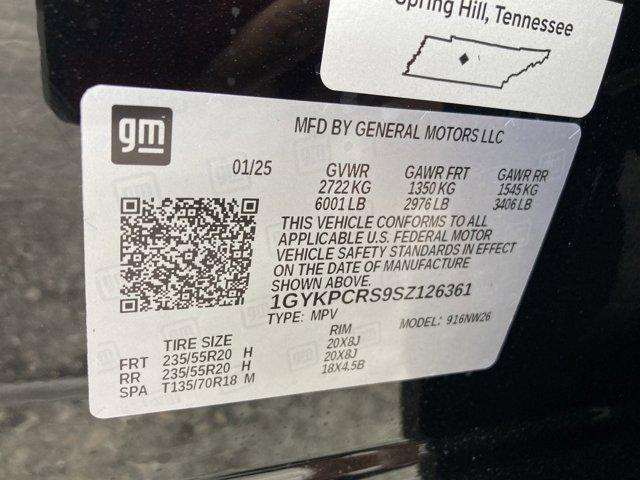 Spring Hill, Tennessee
gm
MFD BY GENERAL MOTORS LLC
01/25 GVWR GAWR FRT GAWR RR
2722 KG 1350 KG 1545 KG
6001 LB 2976 LB 3406 LB
THIS VEHICLE CONFORMS TO ALL
APPLICABLE U.S. FEDERAL MOTOR
VEHICLE SAFETY STANDARDS IN EFFECT
ON THE DATE OF MANUFACTURE
SHOWN ABOVE.
1GYKPCRS9SZ126361
TYPE: MPV MODEL: 916NW26
TIRE SIZE RIM
FRT 235/55R20 H 20X8J
RR 235/55R20 H 20X8J
SPA T135/70R18 M 18X4.5B